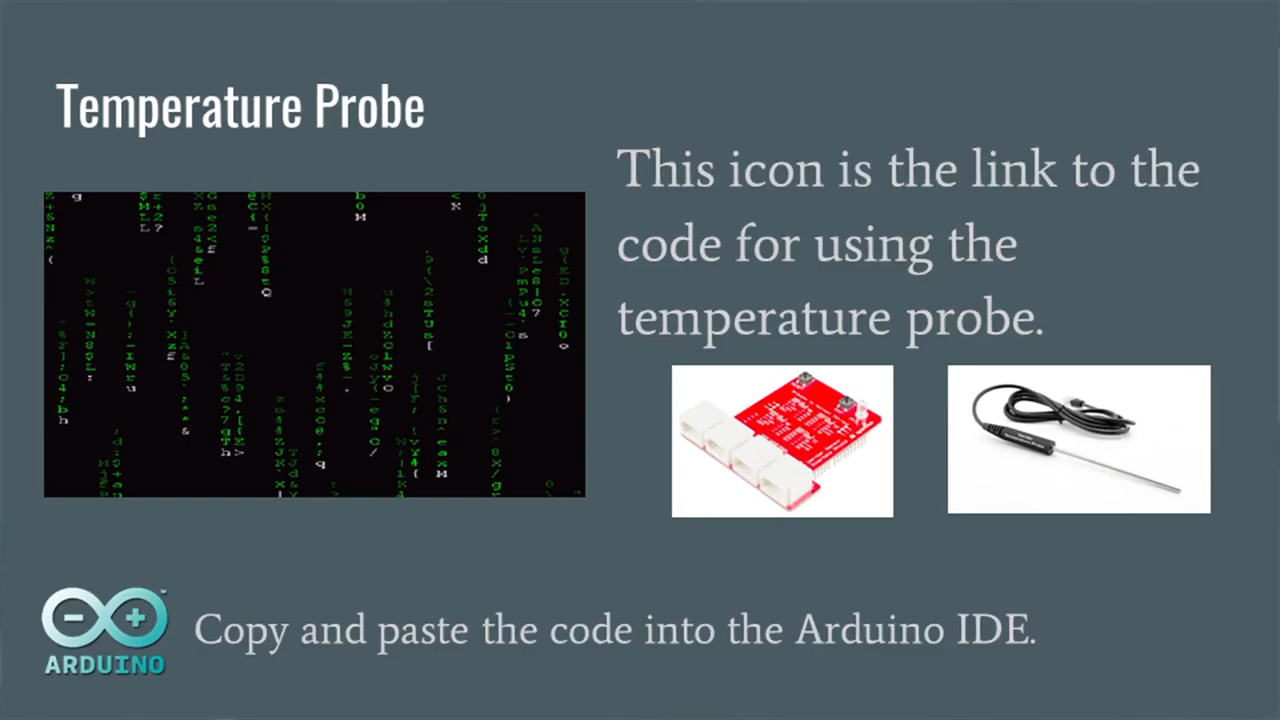 Temperature Probe
This icon is the link to the
code for using the
temperature probe.
ARDUINO
Copy and paste the code into the Arduino IDE.